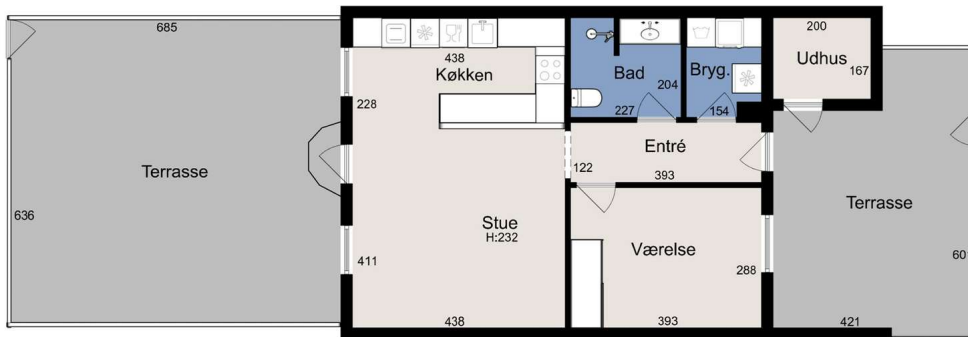 685
438
Køkken
228
Terrasse
636
Stue
H:232
411
438
Bad
204
227
Bryg.
154
200
Udhus
167
Entré
122
393
Værelse
288
393
Terrasse
601
421